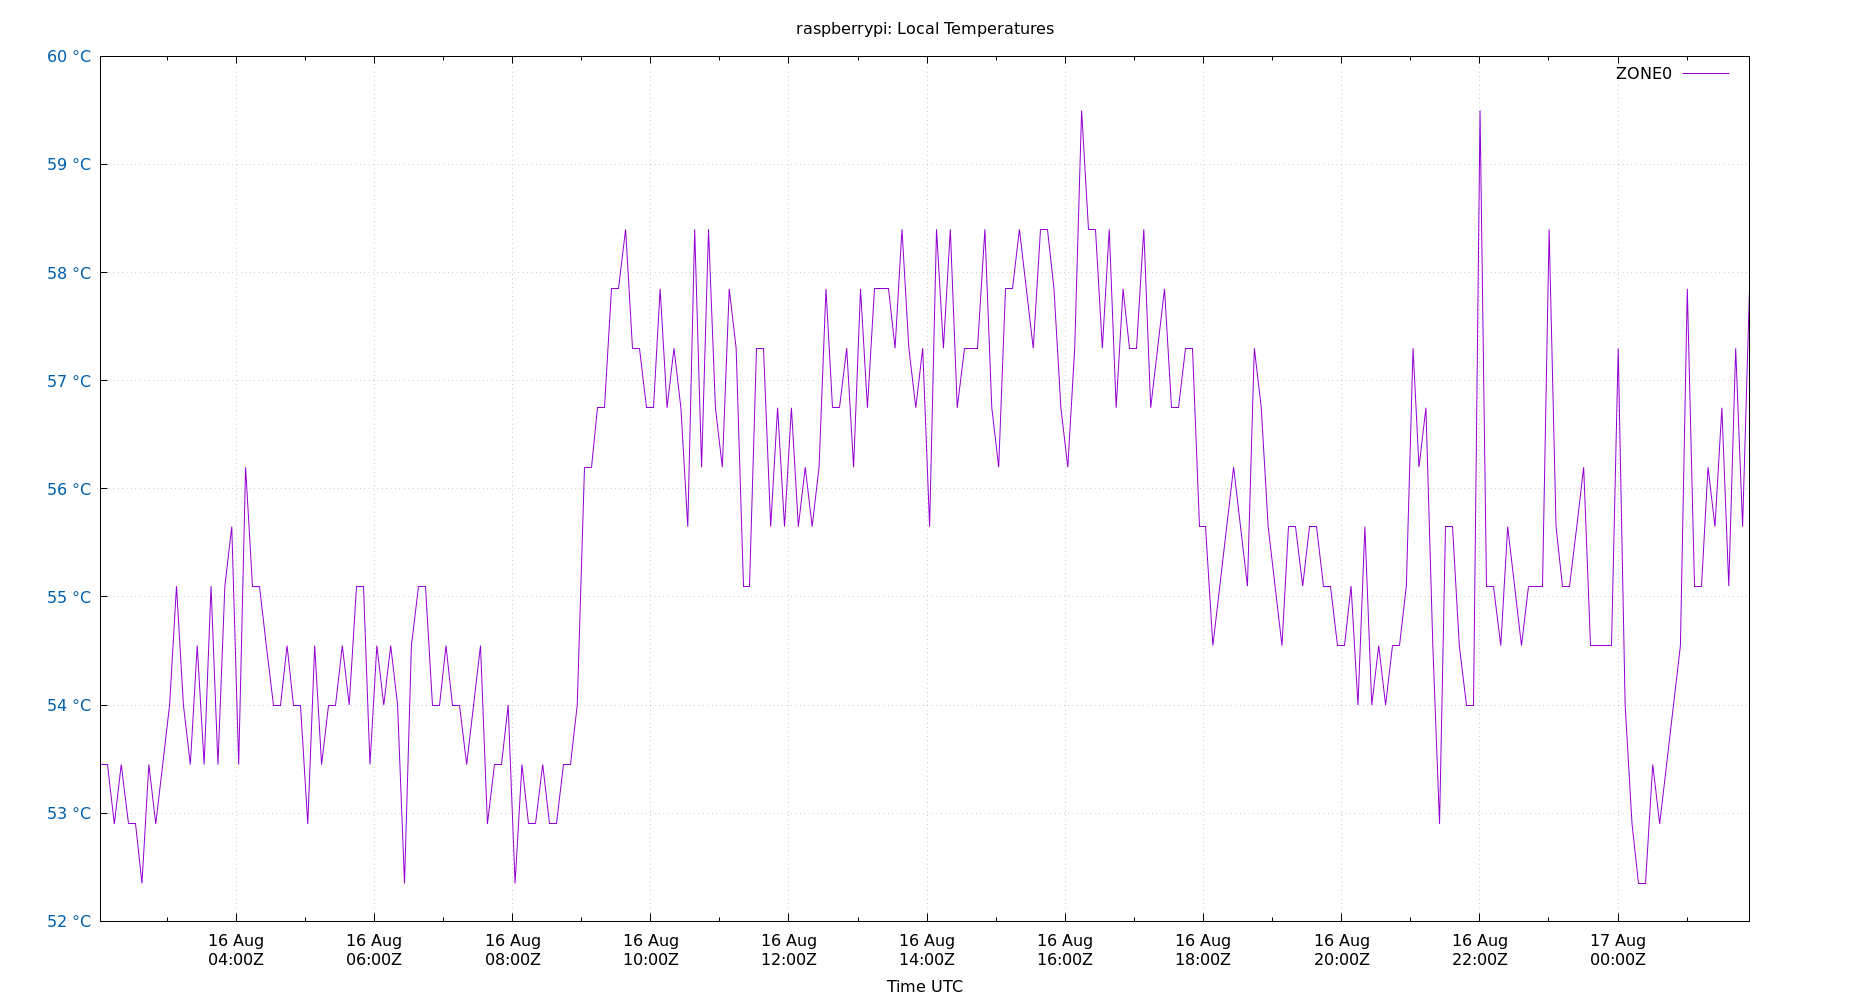 raspberrypi: Local Temperatures
60 °C
ZONE0
59 °C
58 °C
57 °C
56 °C
55 °C
54 °C
53 °C
52 °C
16 Aug 16 Aug 16 Aug 16 Aug 16 Aug 16 Aug 16 Aug 16 Aug 16 Aug 16 Aug 17 Aug
04:00Z 06:00Z 08:00Z 10:00Z 12:00Z 14:00Z 16:00Z 18:00Z 20:00Z 22:00Z 00:00Z
Time UTC